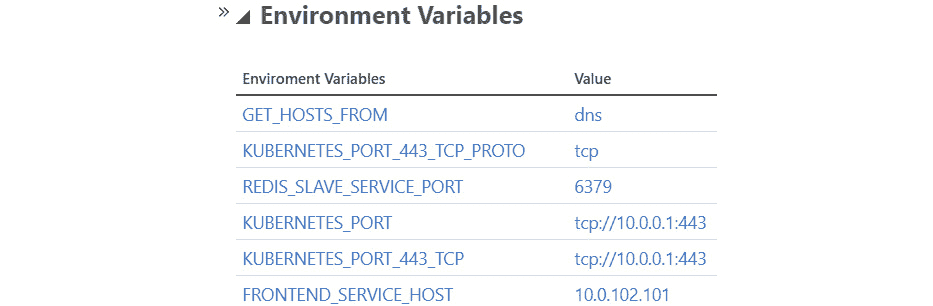 » Environment Variables
Enviroment Variables Value
GET_HOSTS_FROM dns
KUBERNETES_PORT_443_TCP_PROTO tcp
REDIS_SLAVE_SERVICE_PORT 6379
KUBERNETES_PORT tcp://10.0.0.1:443
KUBERNETES_PORT_443_TCP tcp://10.0.0.1:443
FRONTEND_SERVICE_HOST 10.0.102.101